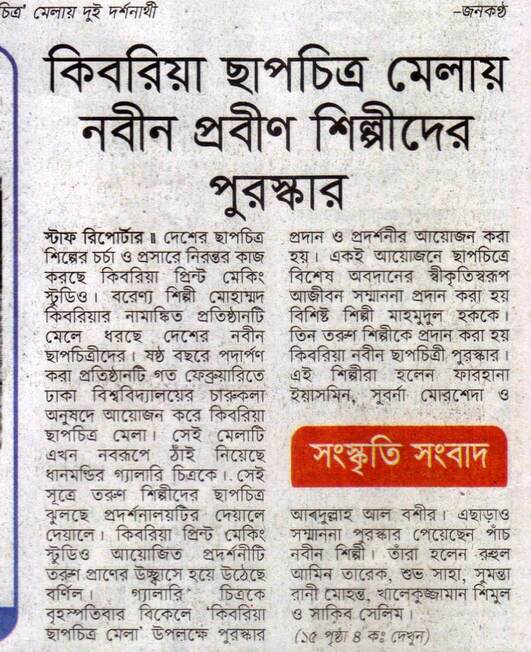 চিত্র' মেলায় দুই দর্শনার্থী
–জনকণ্ঠ
কিবরিয়া ছাপচিত্র মেলায়
নবীন প্রবীণ শিল্পীদের
পুরস্কার
স্টাফ রিপোর্টার ॥ দেশের ছাপচিত্র
শিল্পের চর্চা ও প্রসারে নিরন্তর কাজ
করছে কিবরিয়া প্রিন্ট মেকিং
স্টুডিও। বরেণ্য শিল্পী মোহাম্মদ
কিবরিয়ার নামাঙ্কিত প্রতিষ্ঠানটি
মেলে ধরছে দেশের নবীন
ছাপচিত্রীদের। ষষ্ঠ বছরে পদার্পণ
করা প্রতিষ্ঠানটি গত ফেব্রুয়ারিতে
ঢাকা বিশ্ববিদ্যালয়ের চারুকলা
অনুষদে আয়োজন করে কিবরিয়া
ছাপচিত্র মেলা। সেই মেলাটি
এখন নবরূপে ঠাঁই নিয়েছে
ধানমন্ডির গ্যালারি চিত্রকে। সেই
সূত্রে তরুণ শিল্পীদের ছাপচিত্র
ঝুলছে প্রদর্শনালয়টির দেয়ালে
দেয়ালে। কিবরিয়া প্রিন্ট মেকিং
স্টুডিও আয়োজিত প্রদর্শনীটি
তরুণ প্রাণের উচ্ছ্বাসে হয়ে উঠেছে
বর্ণিল। গ্যালারি চিত্রকে
বৃহস্পতিবার বিকেলে 'কিবরিয়া
ছাপচিত্র মেলা' উপলক্ষে পুরস্কার
প্রদান ও প্রদর্শনীর আয়োজন করা
হয়। একই আয়োজনে ছাপচিত্রে
বিশেষ অবদানের স্বীকৃতিস্বরূপ
আজীবন সম্মাননা প্রদান করা হয়
বিশিষ্ট শিল্পী মাহমুদুল হককে।
তিন তরুণ শিল্পীকে প্রদান করা হয়
কিবরিয়া নবীন ছাপচিত্রী পুরস্কার।
এই শিল্পীরা হলেন ফারহানা
ইয়াসমিন, সুবর্না মোরশেদা ও
সংস্কৃতি সংবাদ
আবদুল্লাহ আল বশীর। এছাড়াও
সম্মাননা পুরস্কার পেয়েছেন পাঁচ
নবীন শিল্পী। তাঁরা হলেন রুহুল
আমিন তারেক, শুভ সাহা, সুমন্তা
রানী মোহন্ত, খালেকুজ্জামান শিমুল
ও সাকিব সেলিম।
(১৫ পৃষ্ঠা ৪ কঃ দেখুন)